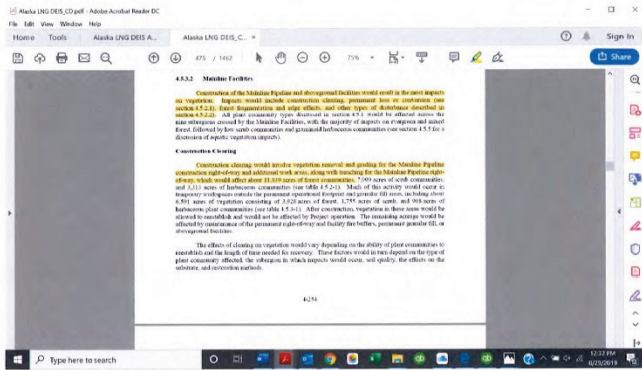 Alaska LNG DEIS_CD.pdf - Adobe Acrobat Reader DC
File Edit View Window Help
Home Tools Alaska LNG DEIS A... Alaska LNG DEIS_C... × Sign In
475 / 1462 75% Share
4.5.3.2 Mainline Facilities
Construction of the Mainline Pipeline and aboveground facilities would result in the most impacts
on vegetation. Impacts would include construction clearing, permanent loss or conversion (see
section 4.5.2.1), forest fragmentation and edge effects, and other types of disturbance described in
section 4.5.2.2). All plant community types discussed in section 4.5.1 would be affected across the
nine subregions crossed by the Mainline Facilities, with the majority of impacts on evergreen and mixed
forest, followed by low scrub communities and graminoid herbaceous communities (see section 4.5.5 for a
discussion of aquatic vegetation impacts).
Construction Clearing
Construction clearing would involve vegetation removal and grading for the Mainline Pipeline
construction right-of-way and additional work areas, along with trenching for the Mainline Pipeline right-
of-way, which would affect about acres of forest communities, 7,909 acres of scrub communities,
and 3,113 acres of herbaceous communities (see table 4.5.2-1). Much of this activity would occur in
temporary workspaces outside the permanent operational footprint and granular fill areas, including about
6,591 acres of vegetation consisting of 3,928 acres of forest, 1,755 acres of scrub, and 908 acres of
herbaceous plant communities (see table 4.5.3-1). After construction, vegetation in these areas would be
allowed to reestablish and would not be affected by Project operation. The remaining acreage would be
affected by maintenance of the permanent right-of-way and facility fire buffers, permanent granular fill, or
aboveground facilities.
The effects of clearing on vegetation would vary depending on the ability of plant communities to
reestablish and the length of time needed for recovery. These factors would in turn depend on the type of
plant community affected, the subregion in which impacts would occur, soil quality, the effects on the
substrate, and restoration methods.
4-254
Type here to search
12:32 PM
6/29/2019